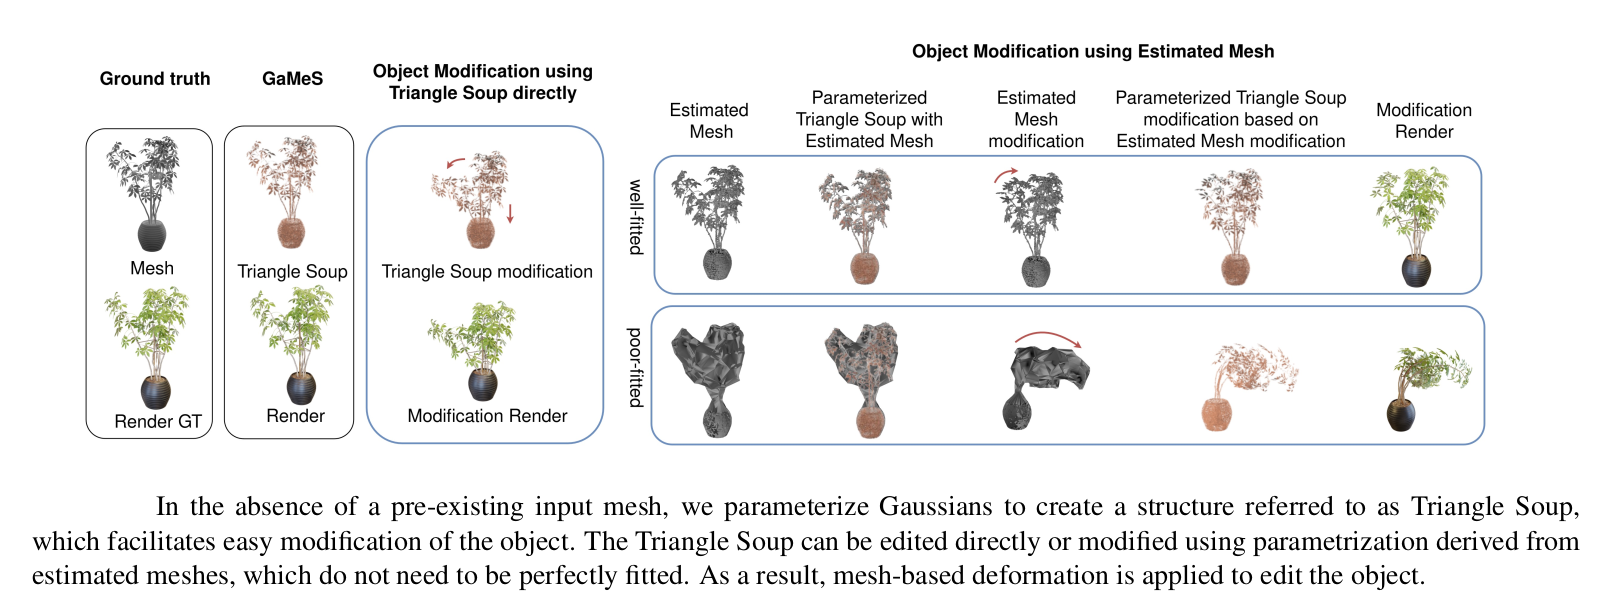 Ground truth
GaMeS
Object Modification using
Triangle Soup directly
Mesh
Render GT
Triangle Soup
Render
Triangle Soup modification
Modification Render
Object Modification using Estimated Mesh
Estimated
Mesh
Parameterized
Triangle Soup with
Estimated Mesh
Estimated
Mesh
modification
Parameterized Triangle Soup
modification based on
Estimated Mesh modification
Modification
Render
well-fitted
poor-fitted
In the absence of a pre-existing input mesh, we parameterize Gaussians to create a structure referred to as Triangle Soup,
which facilitates easy modification of the object. The Triangle Soup can be edited directly or modified using parametrization derived from
estimated meshes, which do not need to be perfectly fitted. As a result, mesh-based deformation is applied to edit the object.